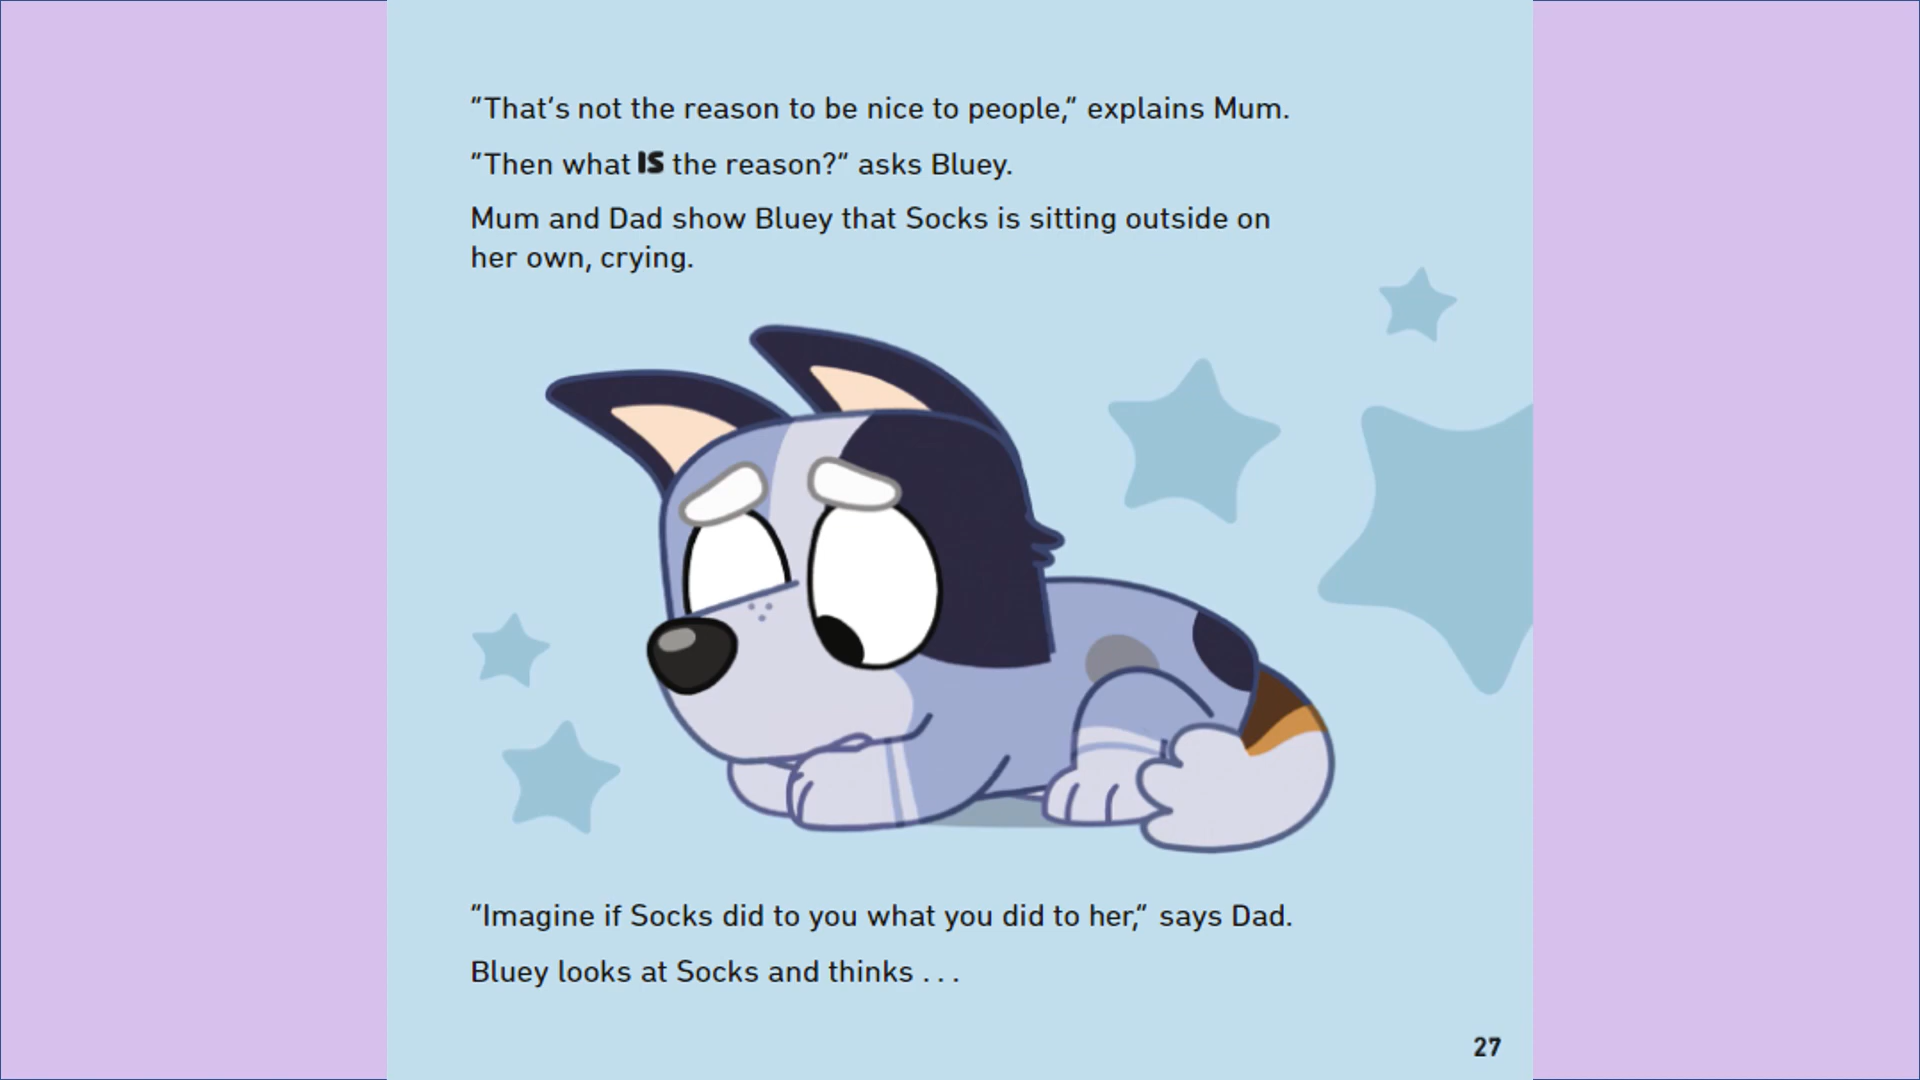 “That’s not the reason to be nice to people,” explains Mum.
“Then what IS the reason?” asks Bluey.
Mum and Dad show Bluey that Socks is sitting outside on
her own, crying.
“Imagine if Socks did to you what you did to her,” says Dad.
Bluey looks at Socks and thinks . . .
27